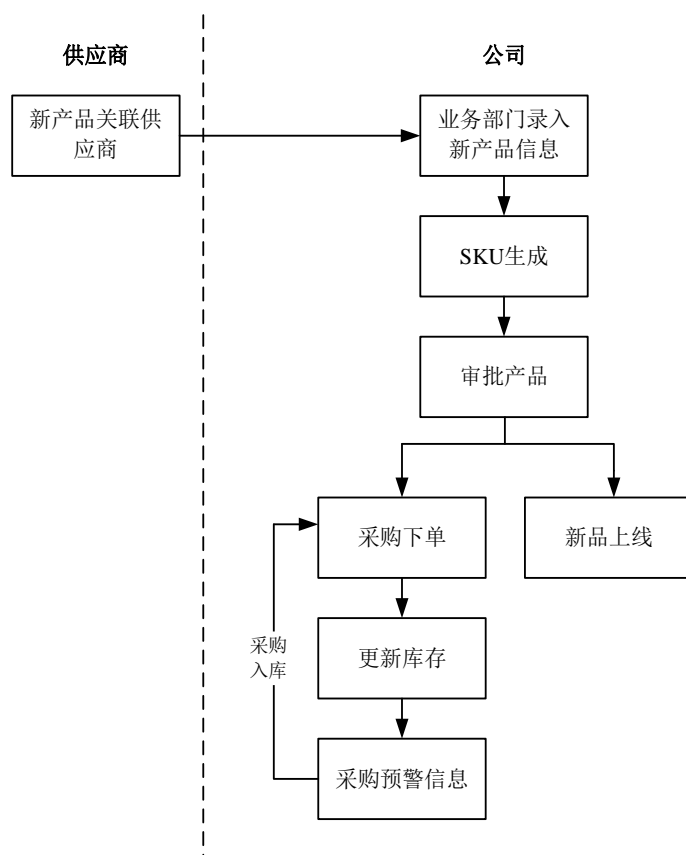 供应商
公司
新产品关联供
应商
业务部门录入
新产品信息
SKU生成
审批产品
采购下单
新品上线
采购
入库
更新库存
采购预警信息